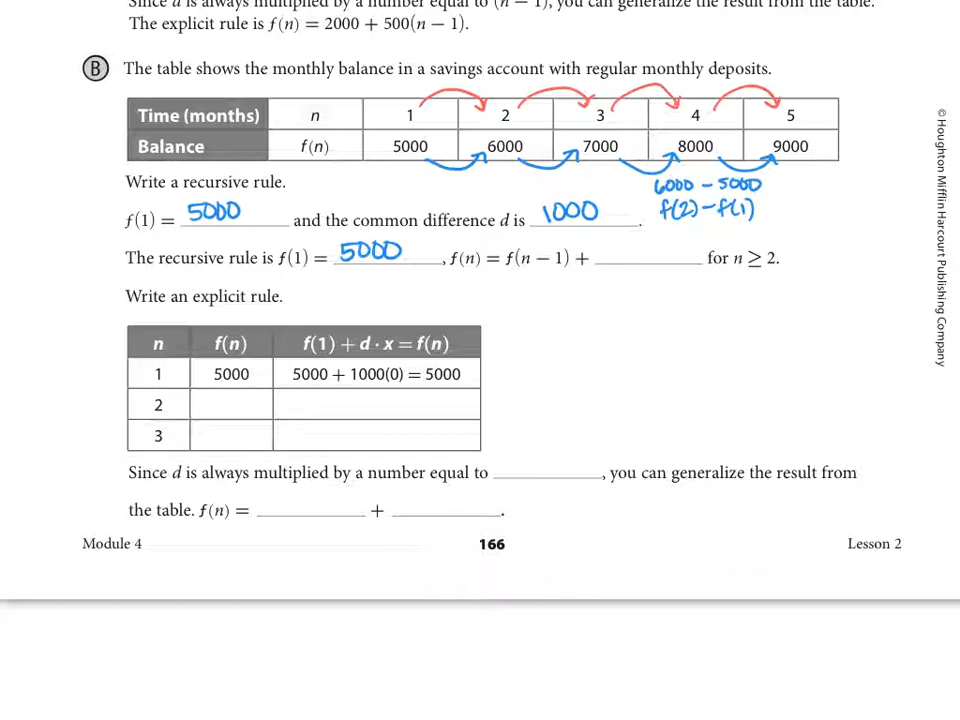 Since d is always multiplied by a number equal to (n − 1), you can generalize the result from the table.
The explicit rule is f(n) = 2000 + 500(n − 1).
B The table shows the monthly balance in a savings account with regular monthly deposits.
Time (months) n 1 2 3 4 5
Balance f(n) 5000 6000 7000 8000 9000
Write a recursive rule. 6000 − 5000
f(1) = 5000 and the common difference d is 1000. f(2) − f(1)
The recursive rule is f(1) = 5000, f(n) = f(n − 1) + ________ for n ≥ 2.
Write an explicit rule.
n f(n) f(1) + d · x = f(n)
1 5000 5000 + 1000(0) = 5000
2
3
Since d is always multiplied by a number equal to ________, you can generalize the result from
the table. f(n) = ________ + ________.
Module 4 166 Lesson 2
© Houghton Mifflin Harcourt Publishing Company